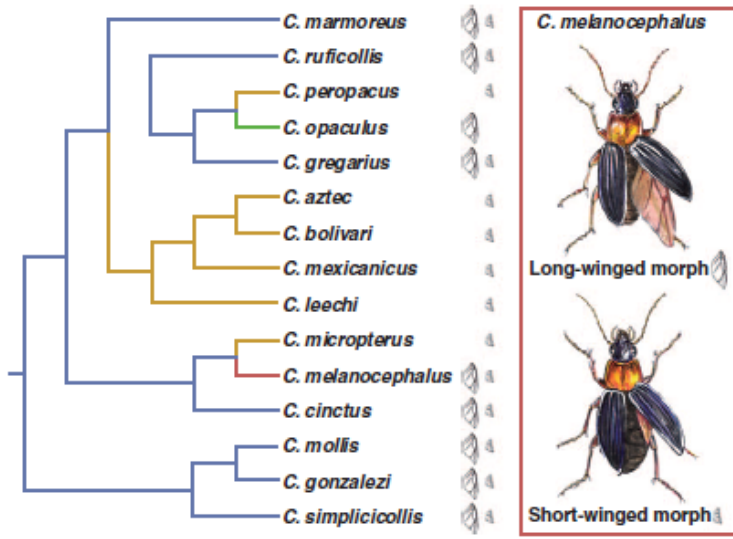 C. marmoreus
C. ruficollis
C. peropacus
C. opaculus
C. gregarius
C. aztec
C. bolivari
C. mexicanicus
C. leechi
C. micropterus
C. melanocephalus
C. cinctus
C. mollis
C. gonzalezi
C. simplicicollis
C. melanocephalus
Long-winged morph
Short-winged morph